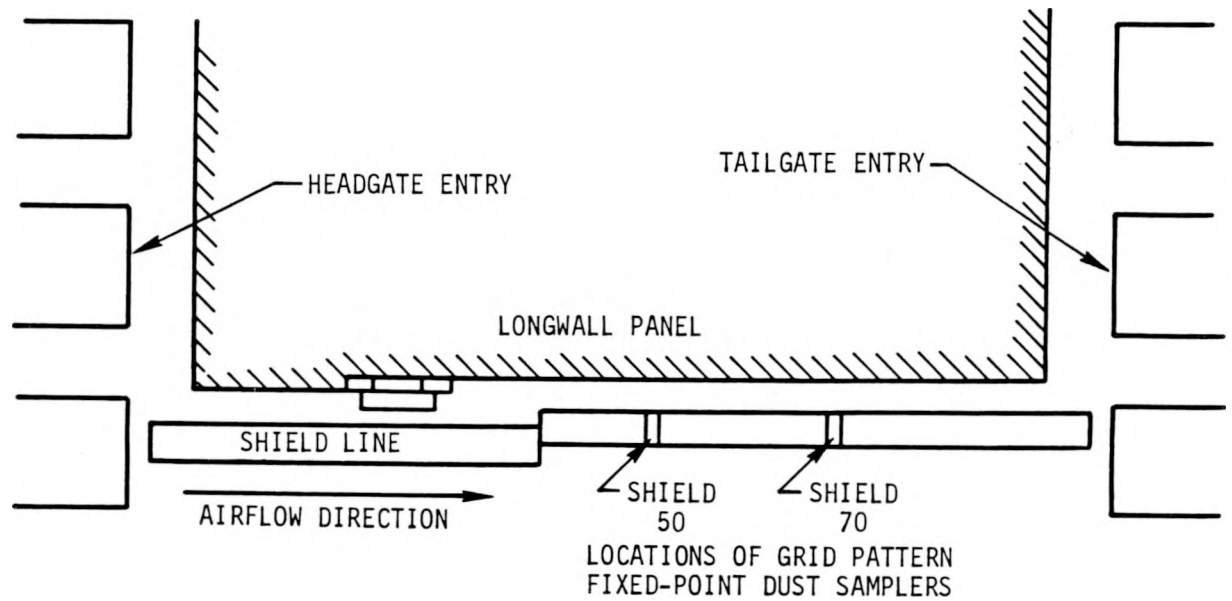 HEADGATE ENTRY
TAILGATE ENTRY
LONGWALL PANEL
SHIELD LINE
AIRFLOW DIRECTION
SHIELD
50
SHIELD
70
LOCATIONS OF GRID PATTERN
FIXED-POINT DUST SAMPLERS